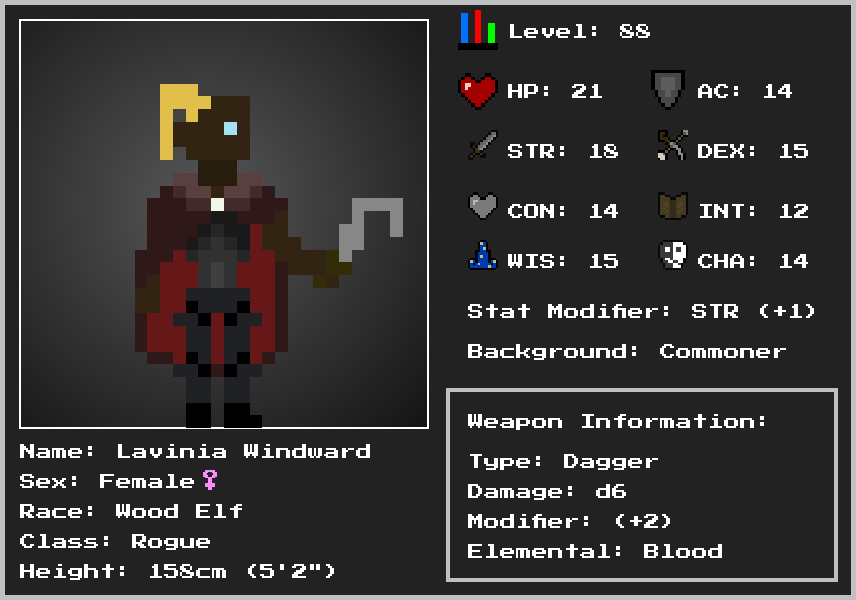 Level: 88
HP: 21
AC: 14
STR: 18
DEX: 15
CON: 14
INT: 12
WIS: 15
CHA: 14
Stat Modifier: STR (+1)
Background: Commoner
Weapon Information:
Type: Dagger
Damage: d6
Modifier: (+2)
Elemental: Blood
Name: Lavinia Windward
Sex: Female♀
Race: Wood Elf
Class: Rogue
Height: 158cm (5'2")